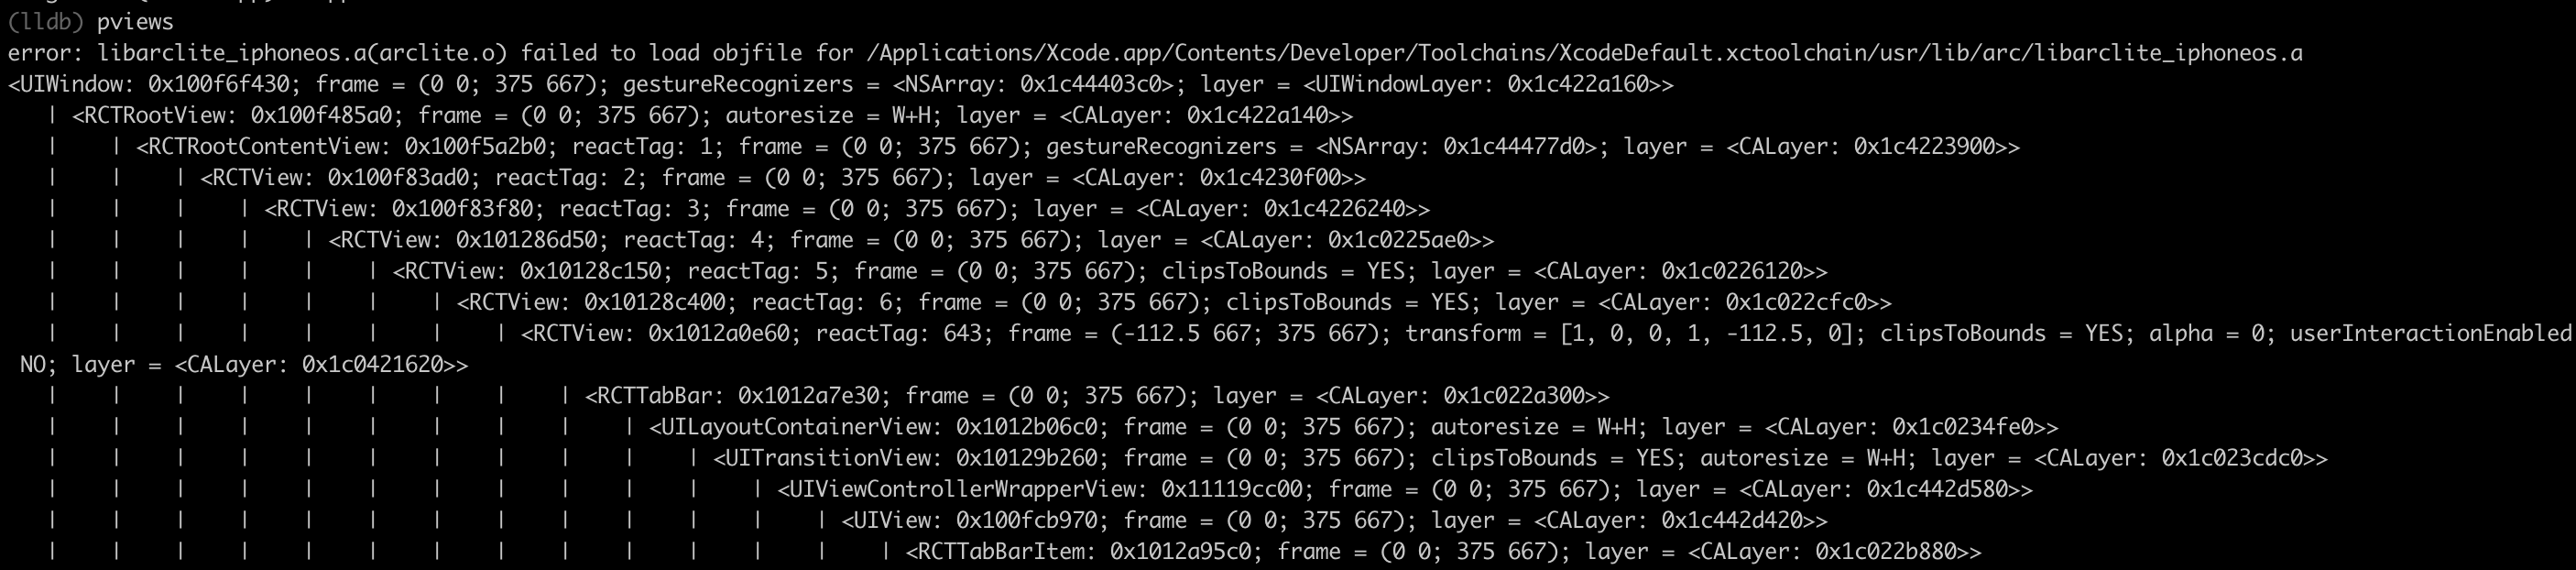 (lldb) pviews
error: libarclite_iphoneos.a(arclite.o) failed to load objfile for /Applications/Xcode.app/Contents/Developer/Toolchains/XcodeDefault.xctoolchain/usr/lib/arc/libarclite_iphoneos.a
<UIWindow: 0x100f6f430; frame = (0 0; 375 667); gestureRecognizers = <NSArray: 0x1c44403c0>; layer = <UIWindowLayer: 0x1c422a160>>
   | <RCTRootView: 0x100f485a0; frame = (0 0; 375 667); autoresize = W+H; layer = <CALayer: 0x1c422a140>>
   |    | <RCTRootContentView: 0x100f5a2b0; reactTag: 1; frame = (0 0; 375 667); gestureRecognizers = <NSArray: 0x1c44477d0>; layer = <CALayer: 0x1c4223900>>
   |    |    | <RCTView: 0x100f83ad0; reactTag: 2; frame = (0 0; 375 667); layer = <CALayer: 0x1c4230f00>>
   |    |    |    | <RCTView: 0x100f83f80; reactTag: 3; frame = (0 0; 375 667); layer = <CALayer: 0x1c4226240>>
   |    |    |    |    | <RCTView: 0x101286d50; reactTag: 4; frame = (0 0; 375 667); layer = <CALayer: 0x1c0225ae0>>
   |    |    |    |    |    | <RCTView: 0x10128c150; reactTag: 5; frame = (0 0; 375 667); clipsToBounds = YES; layer = <CALayer: 0x1c0226120>>
   |    |    |    |    |    |    | <RCTView: 0x10128c400; reactTag: 6; frame = (0 0; 375 667); clipsToBounds = YES; layer = <CALayer: 0x1c022cfc0>>
   |    |    |    |    |    |    |    | <RCTView: 0x1012a0e60; reactTag: 643; frame = (-112.5 667; 375 667); transform = [1, 0, 0, 1, -112.5, 0]; clipsToBounds = YES; alpha = 0; userInteractionEnabled
 NO; layer = <CALayer: 0x1c0421620>>
   |    |    |    |    |    |    |    |    | <RCTTabBar: 0x1012a7e30; frame = (0 0; 375 667); layer = <CALayer: 0x1c022a300>>
   |    |    |    |    |    |    |    |    |    | <UILayoutContainerView: 0x1012b06c0; frame = (0 0; 375 667); autoresize = W+H; layer = <CALayer: 0x1c0234fe0>>
   |    |    |    |    |    |    |    |    |    |    | <UITransitionView: 0x10129b260; frame = (0 0; 375 667); clipsToBounds = YES; autoresize = W+H; layer = <CALayer: 0x1c023cdc0>>
   |    |    |    |    |    |    |    |    |    |    |    | <UIViewControllerWrapperView: 0x11119cc00; frame = (0 0; 375 667); layer = <CALayer: 0x1c442d580>>
   |    |    |    |    |    |    |    |    |    |    |    |    | <UIView: 0x100fcb970; frame = (0 0; 375 667); layer = <CALayer: 0x1c442d420>>
   |    |    |    |    |    |    |    |    |    |    |    |    |    | <RCTTabBarItem: 0x1012a95c0; frame = (0 0; 375 667); layer = <CALayer: 0x1c022b880>>